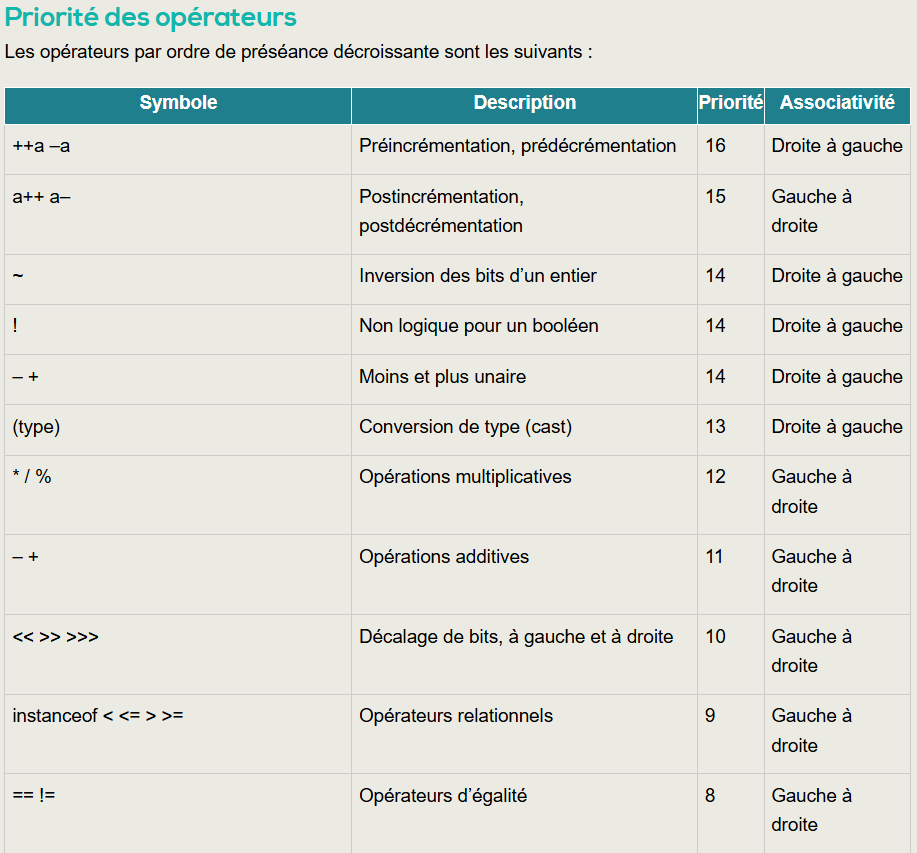 Priorité des opérateurs
Les opérateurs par ordre de préséance décroissante sont les suivants :
Symbole Description Priorité Associativité
++a –a Préincrémentation, prédécrémentation 16 Droite à gauche
a++ a– Postincrémentation, 15 Gauche à
postdécrémentation droite
~ Inversion des bits d’un entier 14 Droite à gauche
! Non logique pour un booléen 14 Droite à gauche
– + Moins et plus unaire 14 Droite à gauche
(type) Conversion de type (cast) 13 Droite à gauche
* / % Opérations multiplicatives 12 Gauche à
droite
– + Opérations additives 11 Gauche à
droite
<< >> >>> Décalage de bits, à gauche et à droite 10 Gauche à
droite
instanceof < <= > >= Opérateurs relationnels 9 Gauche à
droite
== != Opérateurs d’égalité 8 Gauche à
droite